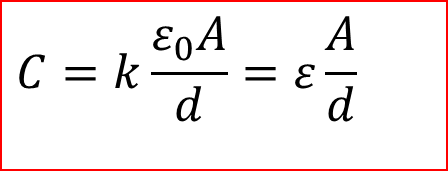 C = k ε₀A/d = ε A/d